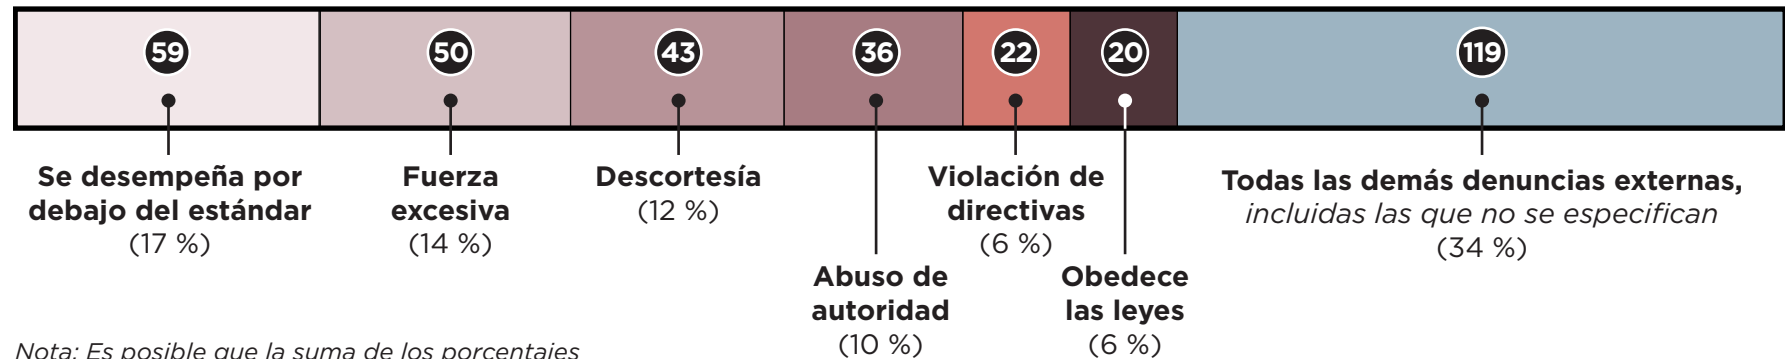 59
50
43
36
22
20
119
Se desempeña por
debajo del estándar
(17 %)
Fuerza
excesiva
(14 %)
Descortesía
(12 %)
Abuso de
autoridad
(10 %)
Violación de
directivas
(6 %)
Obedece
las leyes
(6 %)
Todas las demás denuncias externas,
incluidas las que no se especifican
(34 %)
Nota: Es posible que la suma de los porcentajes